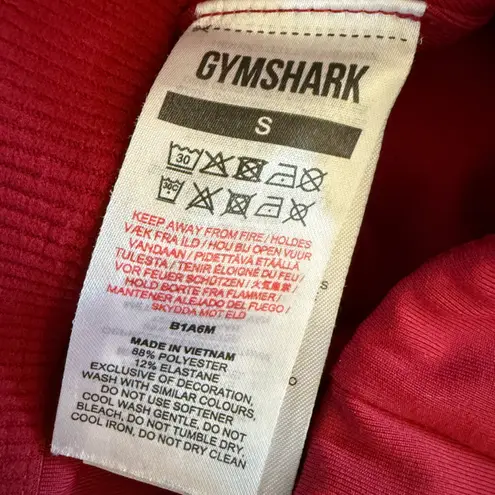 GYMSHARK
S
30
30C
KEEP AWAY FROM FIRE / HOLDES
VÆK FRA ILD / HOU BIJ OPEN VUUR
VANDAAN / PIDETTÄVÄ ETÄÄLLÄ
TULESTA / TENIR ÉLOIGNÉ DU FEU /
VOR FEUER SCHÜTZEN / 火気厳禁 /
HOLD BORTE FRA FLAMMER /
MANTENER ALEJADO DEL FUEGO /
SKYDDA MOT ELD
B1A6M
MADE IN VIETNAM
88% POLYESTER
12% ELASTANE
EXCLUSIVE OF DECORATION.
WASH WITH SIMILAR COLOURS,
DO NOT USE SOFTENER
COOL WASH GENTLE, DO NOT
BLEACH, DO NOT TUMBLE DRY.
COOL IRON. DO NOT DRY CLEAN